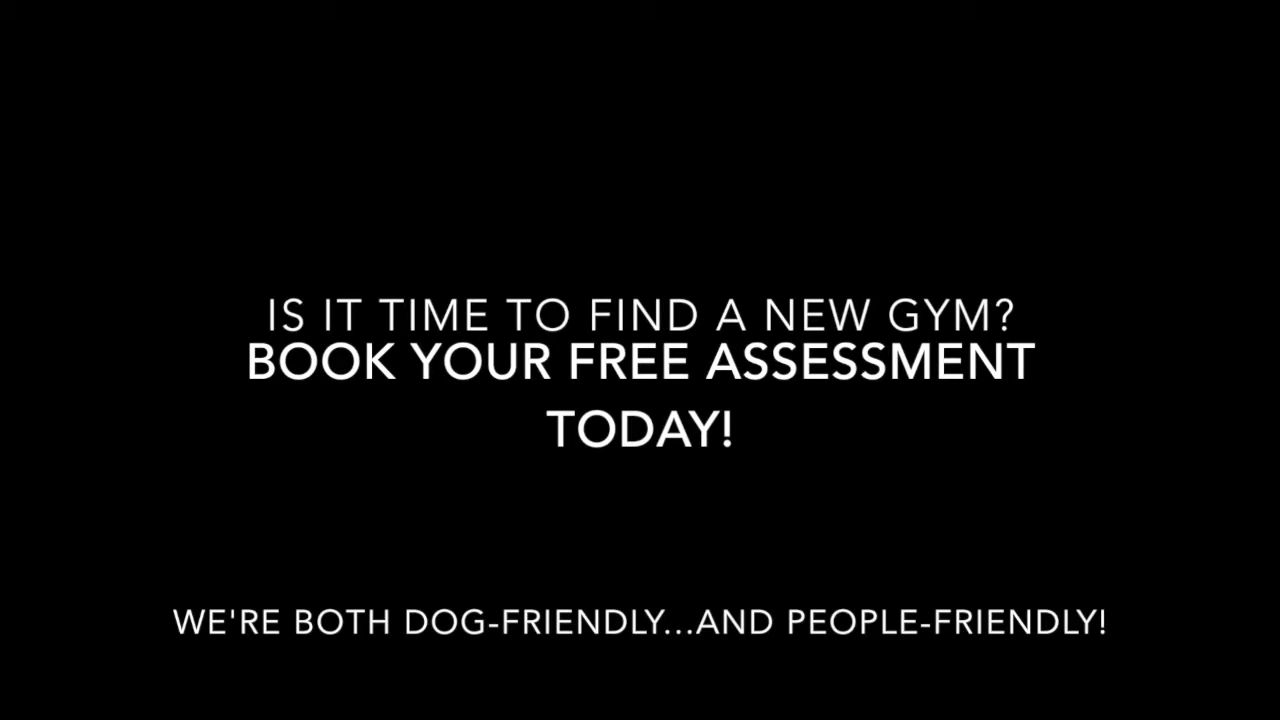 IS IT TIME TO FIND A NEW GYM?
BOOK YOUR FREE ASSESSMENT
TODAY!
WE'RE BOTH DOG-FRIENDLY...AND PEOPLE-FRIENDLY!